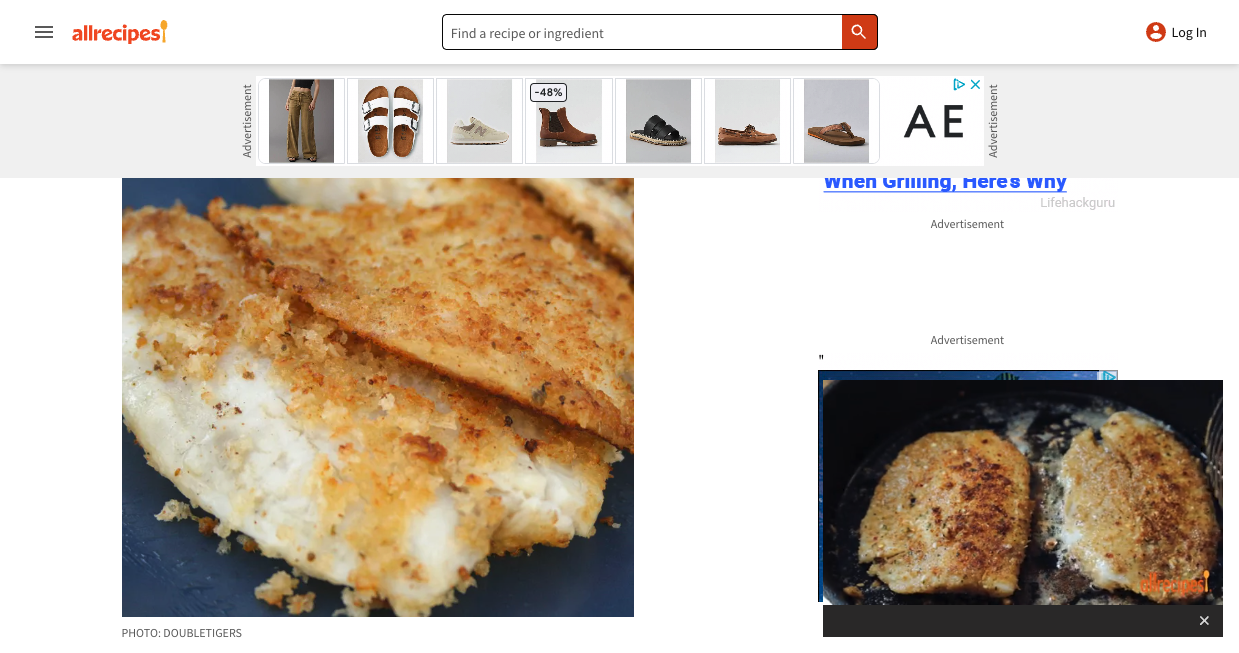 allrecipes
Find a recipe or ingredient
Log In
Advertisement
-48%
AE
Advertisement
When Grilling, Here's Why
Lifehackguru
Advertisement
Advertisement
"
allrecipes
PHOTO: DOUBLETIGERS